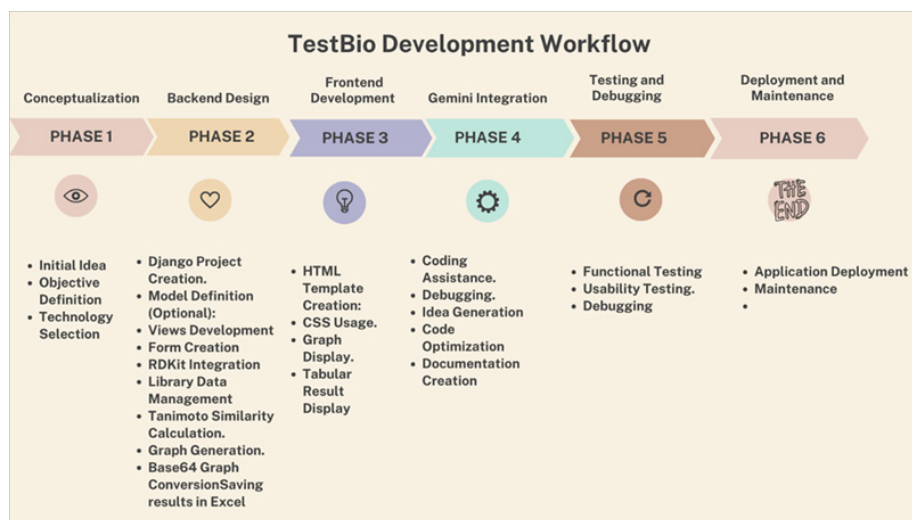 TestBio Development Workflow
Conceptualization
Backend Design
Frontend
Development
Gemini Integration
Testing and
Debugging
Deployment and
Maintenance
PHASE 1
PHASE 2
PHASE 3
PHASE 4
PHASE 5
PHASE 6
THE
END
• Initial Idea
• Objective
Definition
• Technology
Selection
• Django Project
Creation.
• Model Definition
(Optional):
• Views Development
• Form Creation
• RDKit Integration
• Library Data
Management
• Tanimoto Similarity
Calculation.
• Graph Generation.
• Base64 Graph
ConversionSaving
results in Excel
• HTML
Template
Creation:
• CSS Usage.
• Graph
Display.
• Tabular
Result
Display
• Coding
Assistance.
• Debugging.
• Idea Generation
• Code
Optimization
• Documentation
Creation
• Functional Testing
• Usability Testing.
• Debugging
• Application Deployment
• Maintenance
•